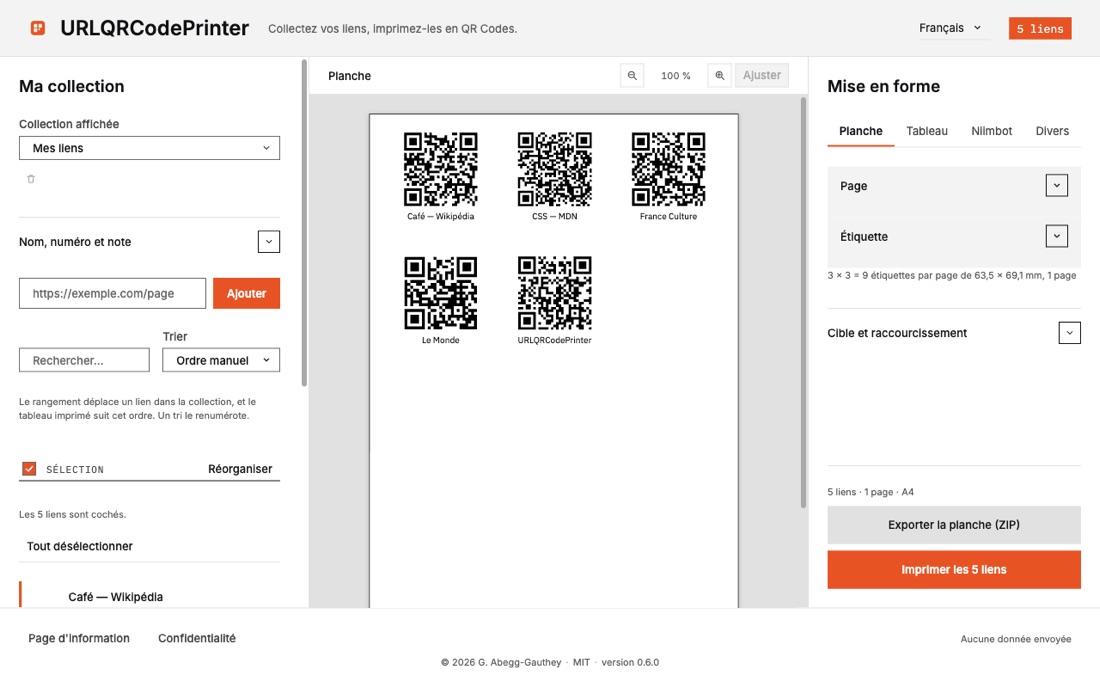 URLQRCodePrinter
Collectez vos liens, imprimez-les en QR Codes.
Français
5 liens
Ma collection
Collection affichée
Mes liens
Nom, numéro et note
https://exemple.com/page
Ajouter
Trier
Rechercher...
Ordre manuel
Le rangement déplace un lien dans la collection, et le
tableau imprimé suit cet ordre. Un tri le renumérote.
SÉLECTION
Réorganiser
Les 5 liens sont cochés.
Tout désélectionner
Café — Wikipédia
Planche
100 %
Ajuster
Café — Wikipédia
CSS — MDN
France Culture
Le Monde
URLQRCodePrinter
Mise en forme
Planche
Tableau
Niimbot
Divers
Page
Étiquette
3 × 3 = 9 étiquettes par page de 63,5 × 69,1 mm, 1 page
Cible et raccourcissement
5 liens · 1 page · A4
Exporter la planche (ZIP)
Imprimer les 5 liens
Page d'information
Confidentialité
Aucune donnée envoyée
© 2026 G. Abegg-Gauthey · MIT · version 0.6.0